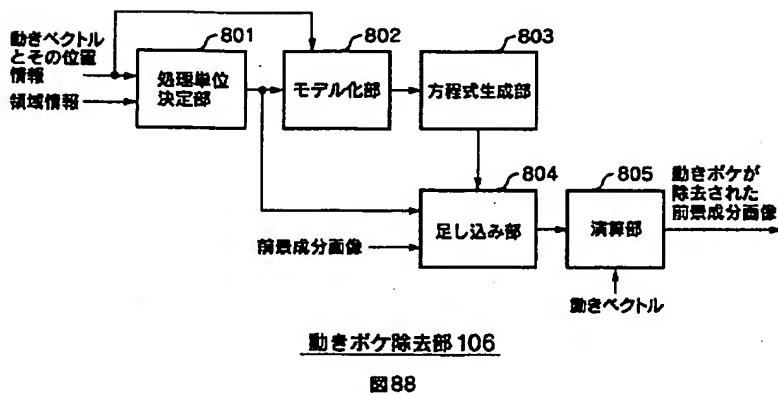 動きベクトル
とその位置
情報
領域情報
801
処理単位
決定部
802
モデル化部
803
方程式生成部
804
足し込み部
前景成分画像
805
演算部
動きベクトル
動きボケが
除去された
前景成分画像
動きボケ除去部106
図88